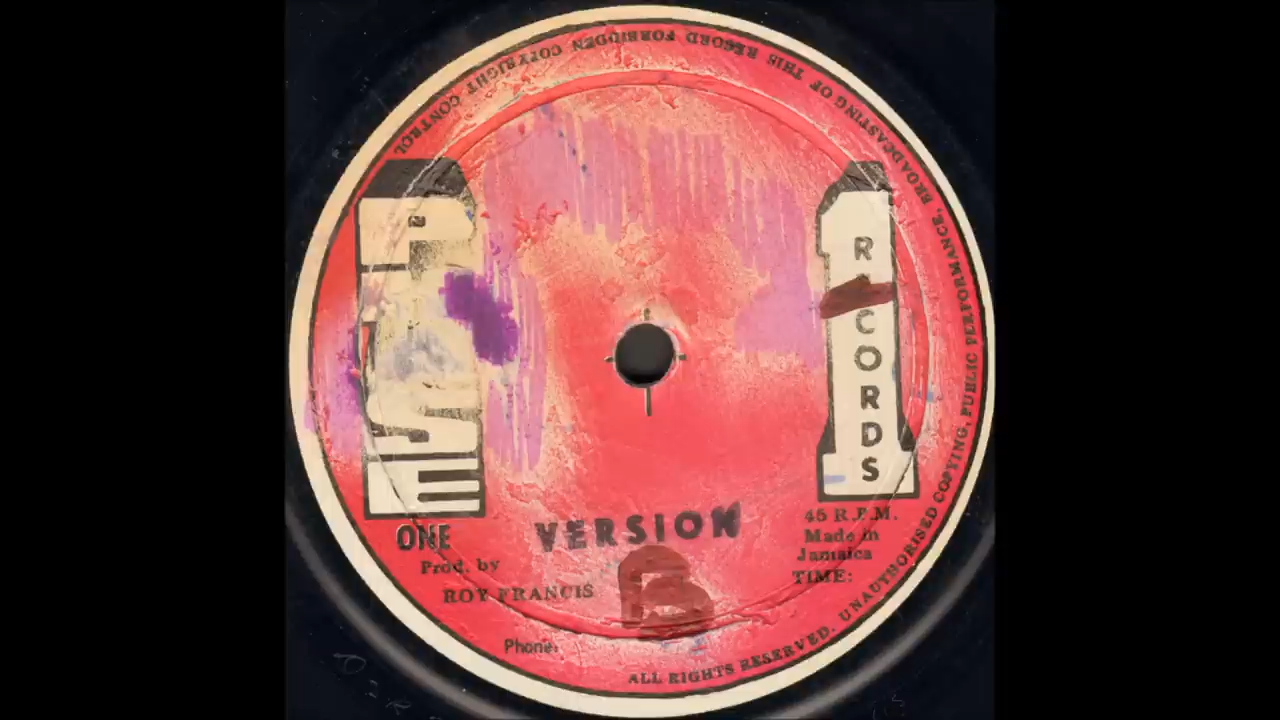 ALL RIGHTS RESERVED. UNAUTHORISED COPYING, PUBLIC PERFORMANCE, BROADCASTING OF THIS RECORD FORBIDDEN COPYRIGHT CONTROL
ONE
RECORDS
VERSION
B
Prod. by
ROY FRANCIS
Phone:
45 R.P.M.
Made in
Jamaica
TIME: